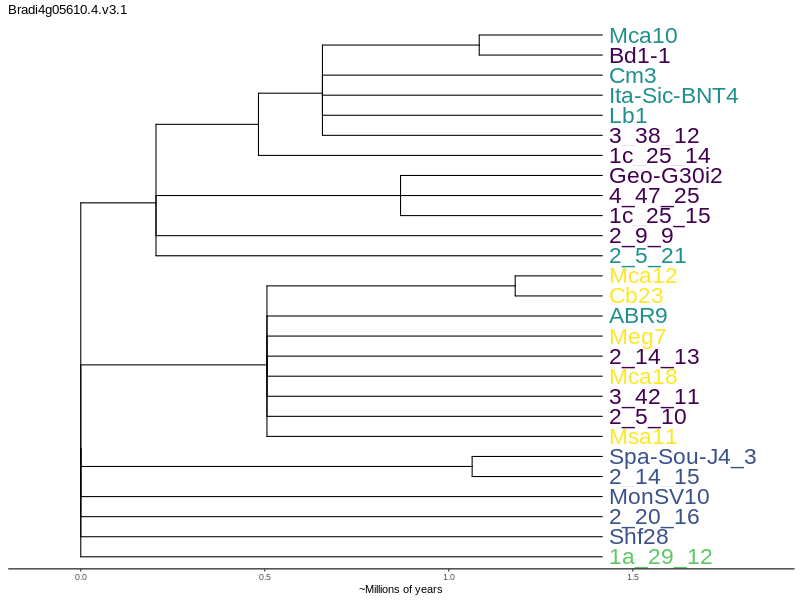 Bradi4g05610.4.v3.1
Mca10
Bd1-1
Cm3
Ita-Sic-BNT4
Lb1
3_38_12
1c_25_14
Geo-G30i2
4_47_25
1c_25_15
2_9_9
2_5_21
Mca12
Cb23
ABR9
Meg7
2_14_13
Mca18
3_42_11
2_5_10
Msa11
Spa-Sou-J4_3
2_14_15
MonSV10
2_20_16
Shf28
1a_29_12
0.0 0.5 1.0 1.5
~Millions of years